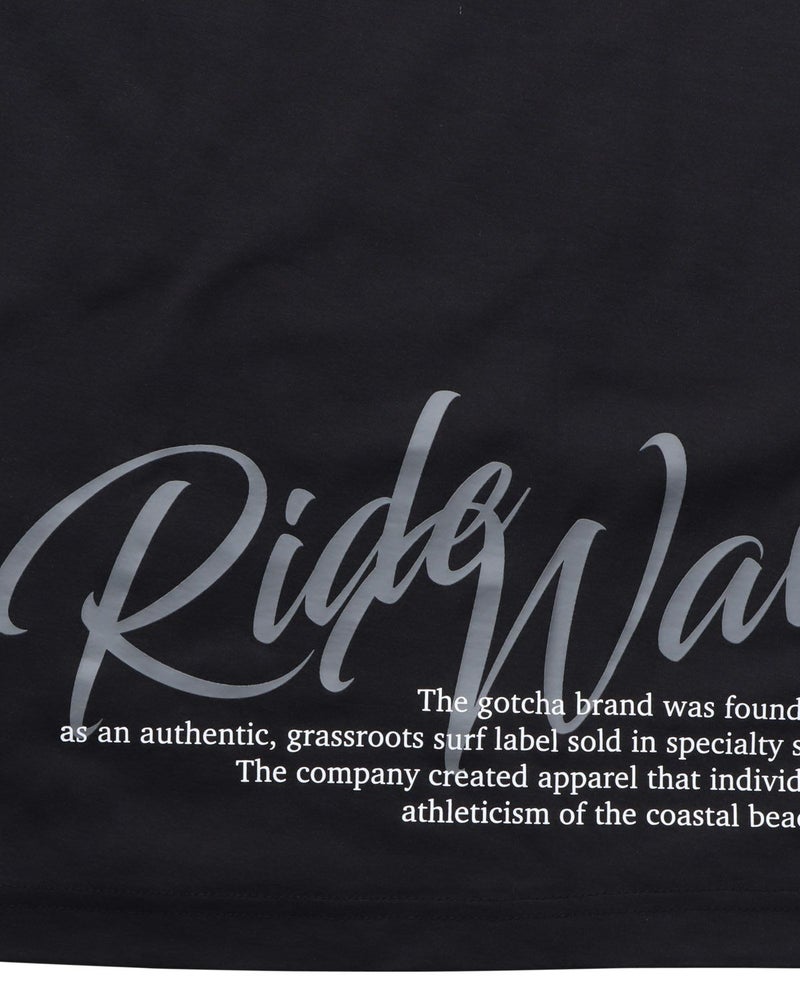 Ride Wa
The gotcha brand was found
as an authentic, grassroots surf label sold in specialty s
The company created apparel that individ
athleticism of the coastal bea